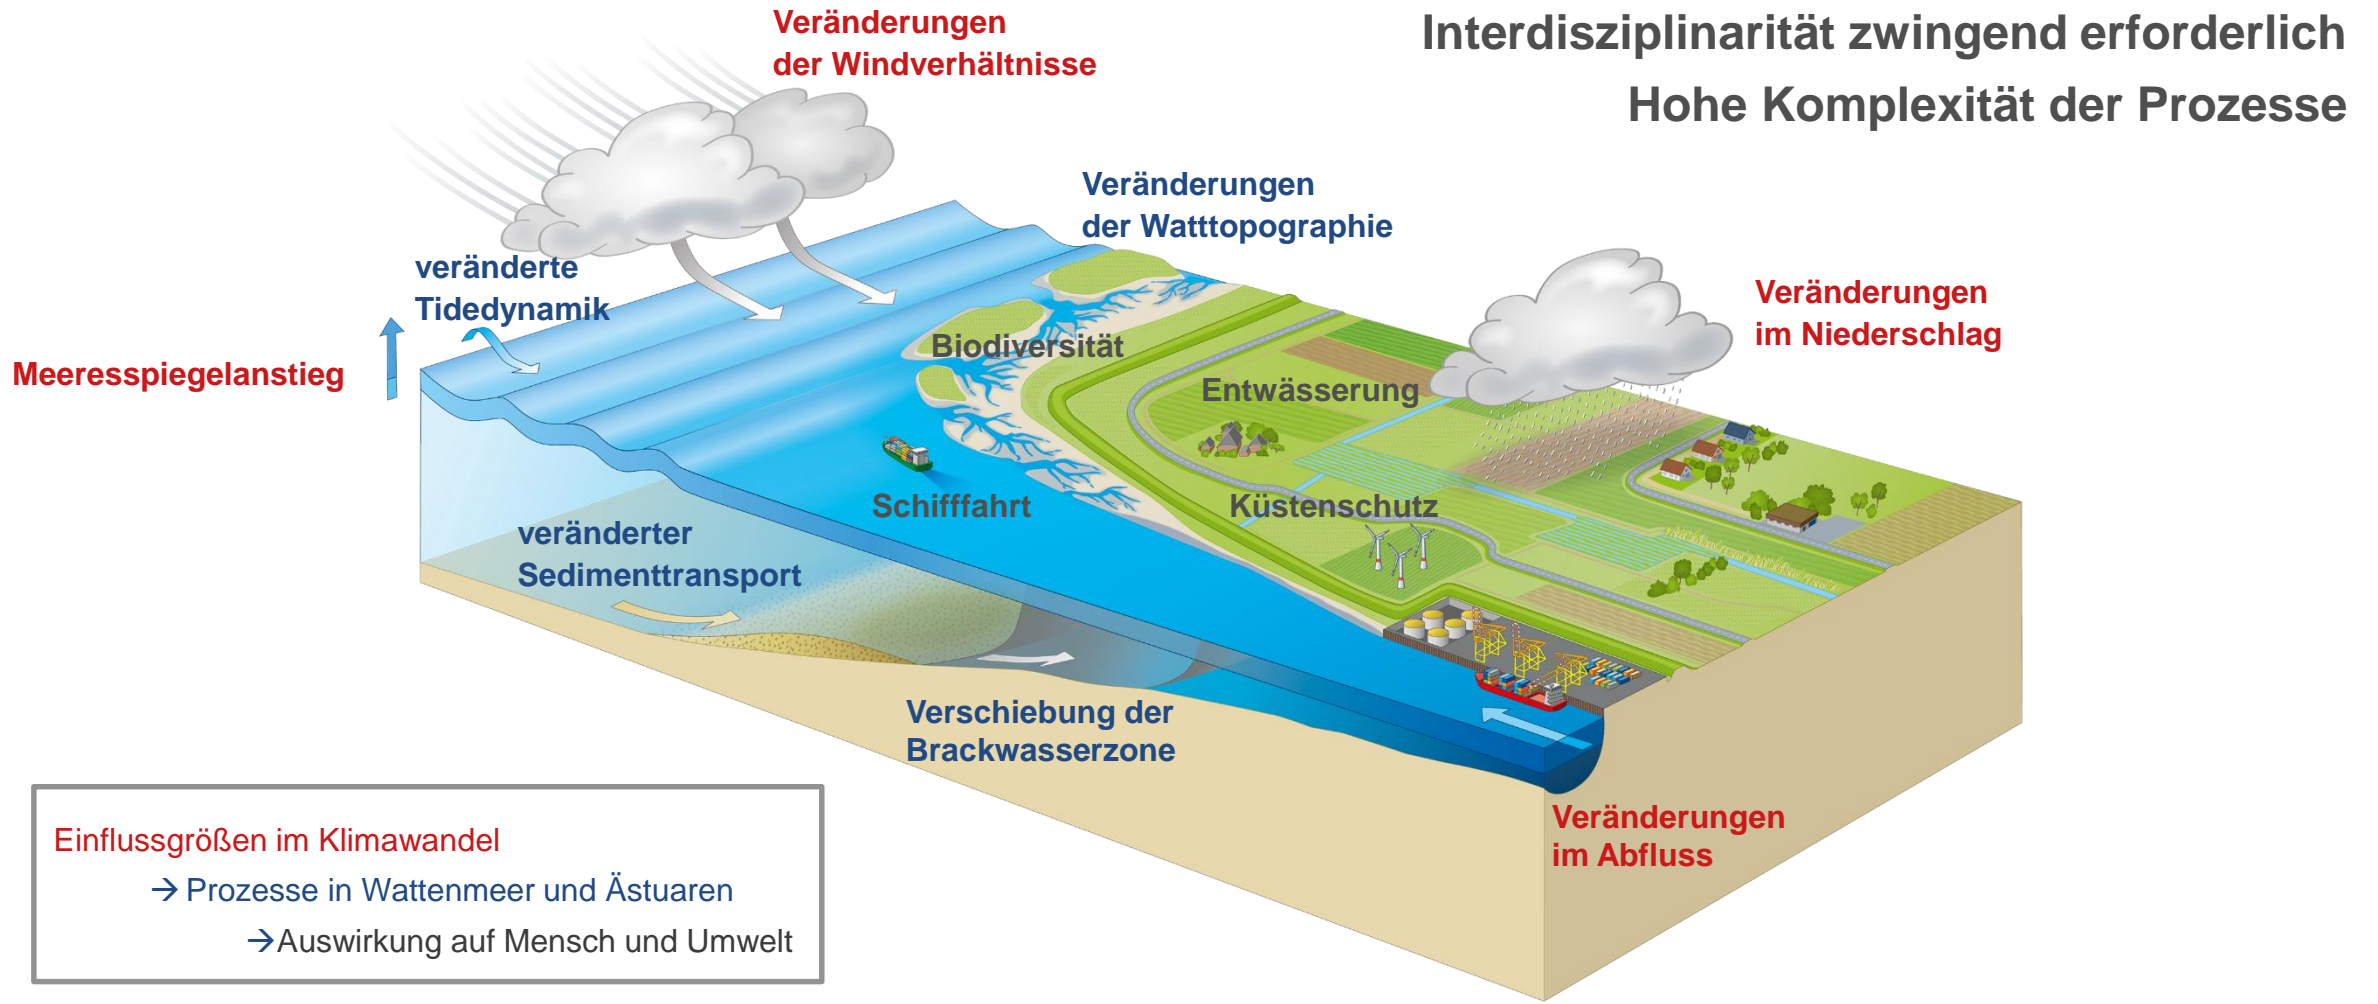 Veränderungen
der Windverhältnisse
Interdisziplinarität zwingend erforderlich
Hohe Komplexität der Prozesse
Veränderungen
der Watttopographie
veränderte
Tidedynamik
Meeresspiegelanstieg
Veränderungen
im Niederschlag
Biodiversität
Entwässerung
Schifffahrt
Küstenschutz
veränderter
Sedimenttransport
Verschiebung der
Brackwasserzone
Veränderungen
im Abfluss
Einflussgrößen im Klimawandel
→ Prozesse in Wattenmeer und Ästuaren
→Auswirkung auf Mensch und Umwelt